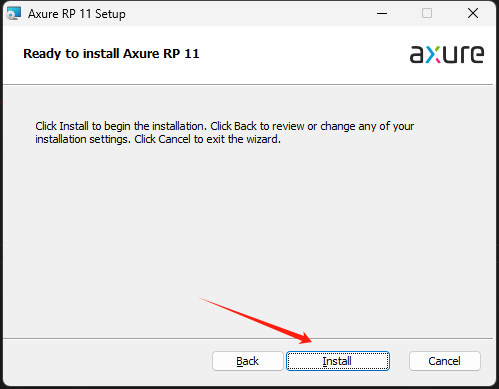 Axure RP 11 Setup
Ready to install Axure RP 11
axure
Click Install to begin the installation. Click Back to review or change any of your
installation settings. Click Cancel to exit the wizard.
Back
Install
Cancel